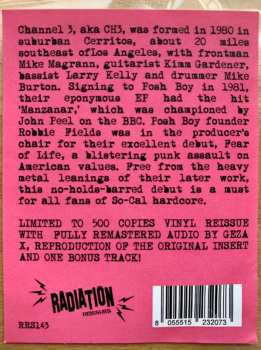 Channel 3, aka CH3, was formed in 1980 in
suburban Cerritos, about 20 miles
southeast of Los Angeles, with frontman
Mike Magrann, guitarist Kimm Gardener,
bassist Larry Kelly and drummer Mike
Burton. Signing to Posh Boy in 1981,
their eponymous EP had the hit
'Manzanar,' which was championed by
John Peel on the BBC. Posh Boy founder
Robbie Fields was in the producer's
chair for their excellent debut, Fear
of Life, a blistering punk assault on
American values. Free from the heavy
metal leanings of their later work,
this no-holds-barred debut is a must
for all fans of So-Cal hardcore.
LIMITED TO 500 COPIES VINYL REISSUE
WITH FULLY REMASTERED AUDIO BY GEZA
X, REPRODUCTION OF THE ORIGINAL INSERT
AND ONE BONUS TRACK!
RADIATION
REISSUES
RRS143
8 055515 232073